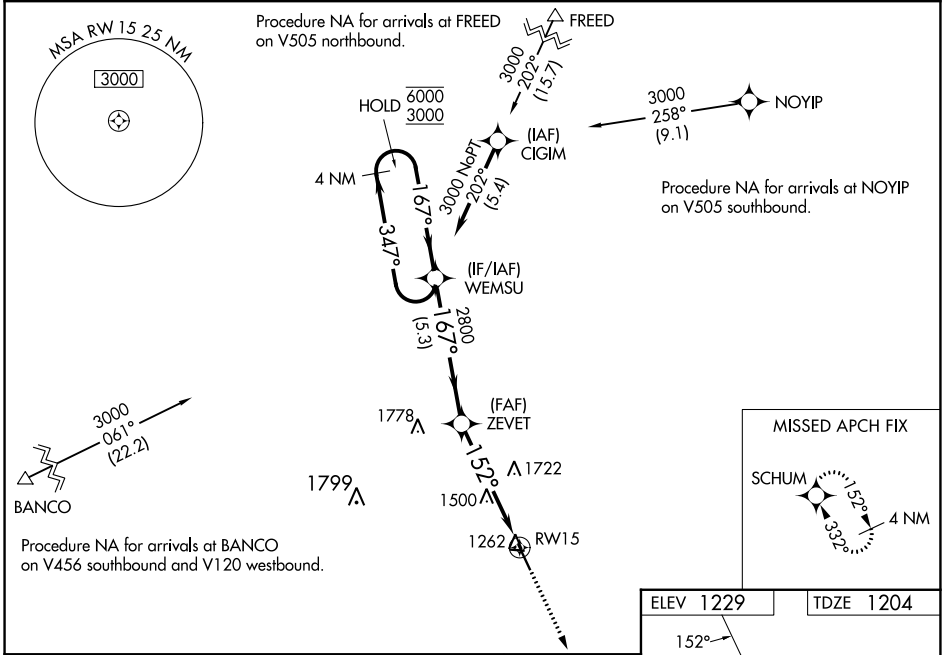 MSA RW 15 25 NM
3000
Procedure NA for arrivals at FREED
on V505 northbound.
FREED
3000
202°
(15.7)
HOLD
6000
3000
(IAF)
CIGIM
3000
258°
(9.1)
NOYIP
Procedure NA for arrivals at NOYIP
on V505 southbound.
4 NM
167°
347°
3000 NoPT
202°
(5.4)
(IF/IAF)
WEMSU
2800
167°
(5.3)
3000
061°
(22.2)
BANCO
Procedure NA for arrivals at BANCO
on V456 southbound and V120 westbound.
1778
(FAF)
ZEVET
152°
1722
1799
1500
1262
RW15
MISSED APCH FIX
SCHUM
152°
332°
4 NM
ELEV 1229
TDZE 1204
152°